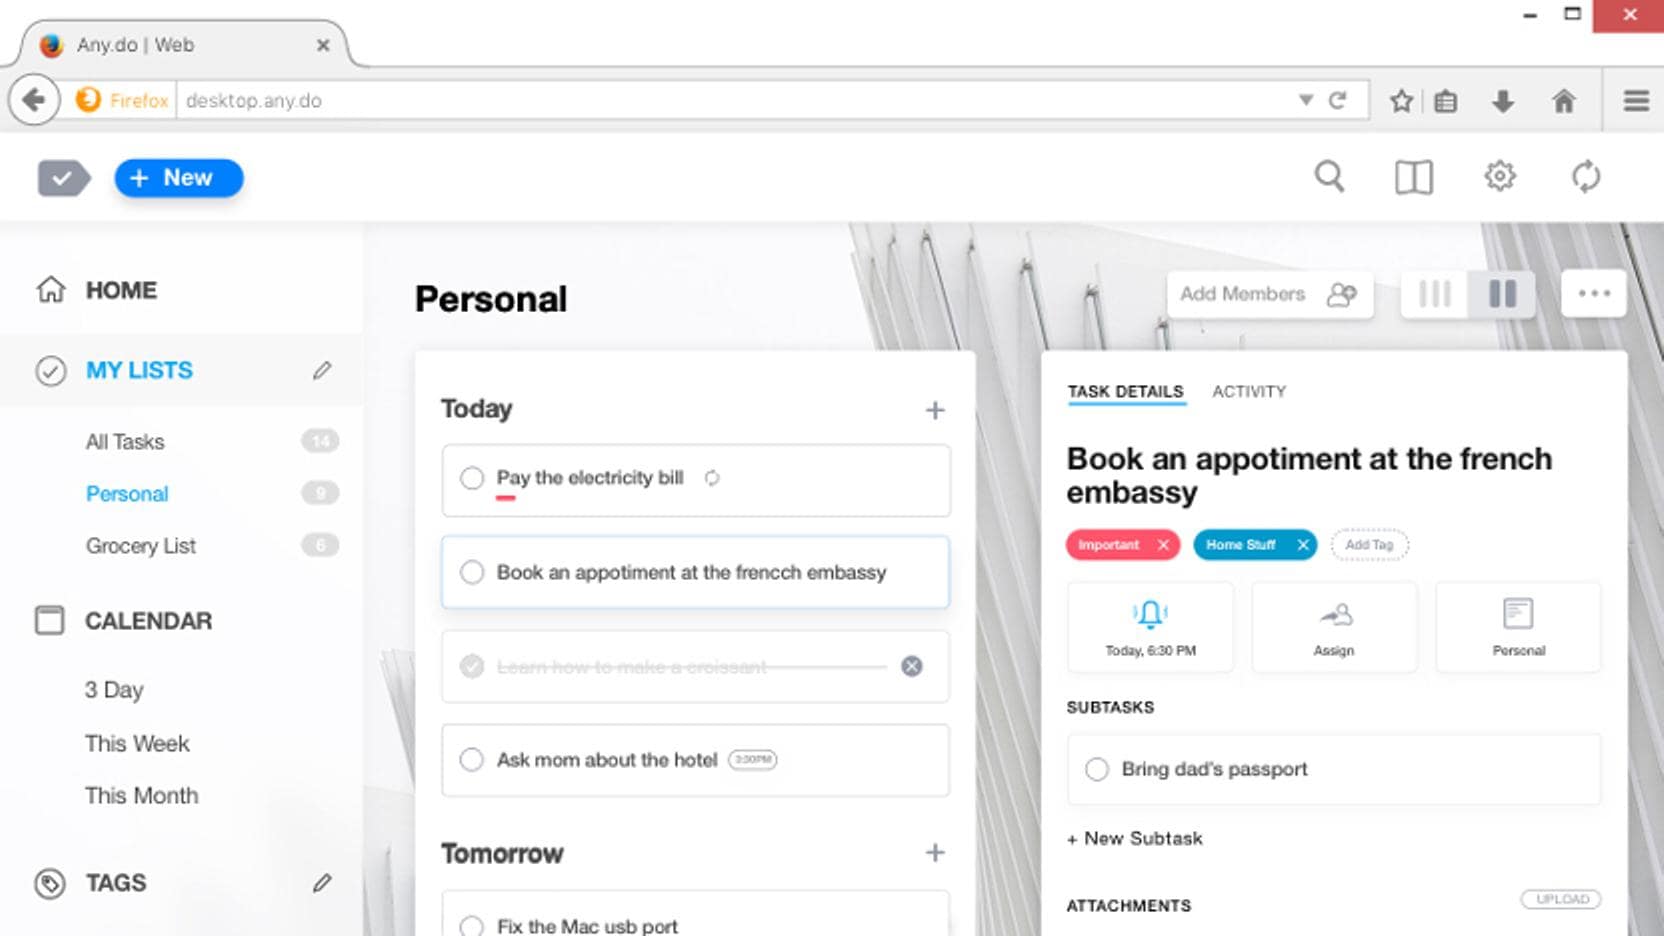 Any.do | Web
Firefox
desktop.any.do
+ New
HOME
MY LISTS
All Tasks 14
Personal 9
Grocery List 6
CALENDAR
3 Day
This Week
This Month
TAGS
Personal
Add Members
Today
Pay the electricity bill
Book an appotiment at the frencch embassy
Learn how to make a croissant
Ask mom about the hotel 3:30PM
Tomorrow
Fix the Mac usb port
TASK DETAILS ACTIVITY
Book an appotiment at the french
embassy
Important Home Stuff Add Tag
Today, 6:30 PM Assign Personal
SUBTASKS
Bring dad's passport
+ New Subtask
ATTACHMENTS UPLOAD